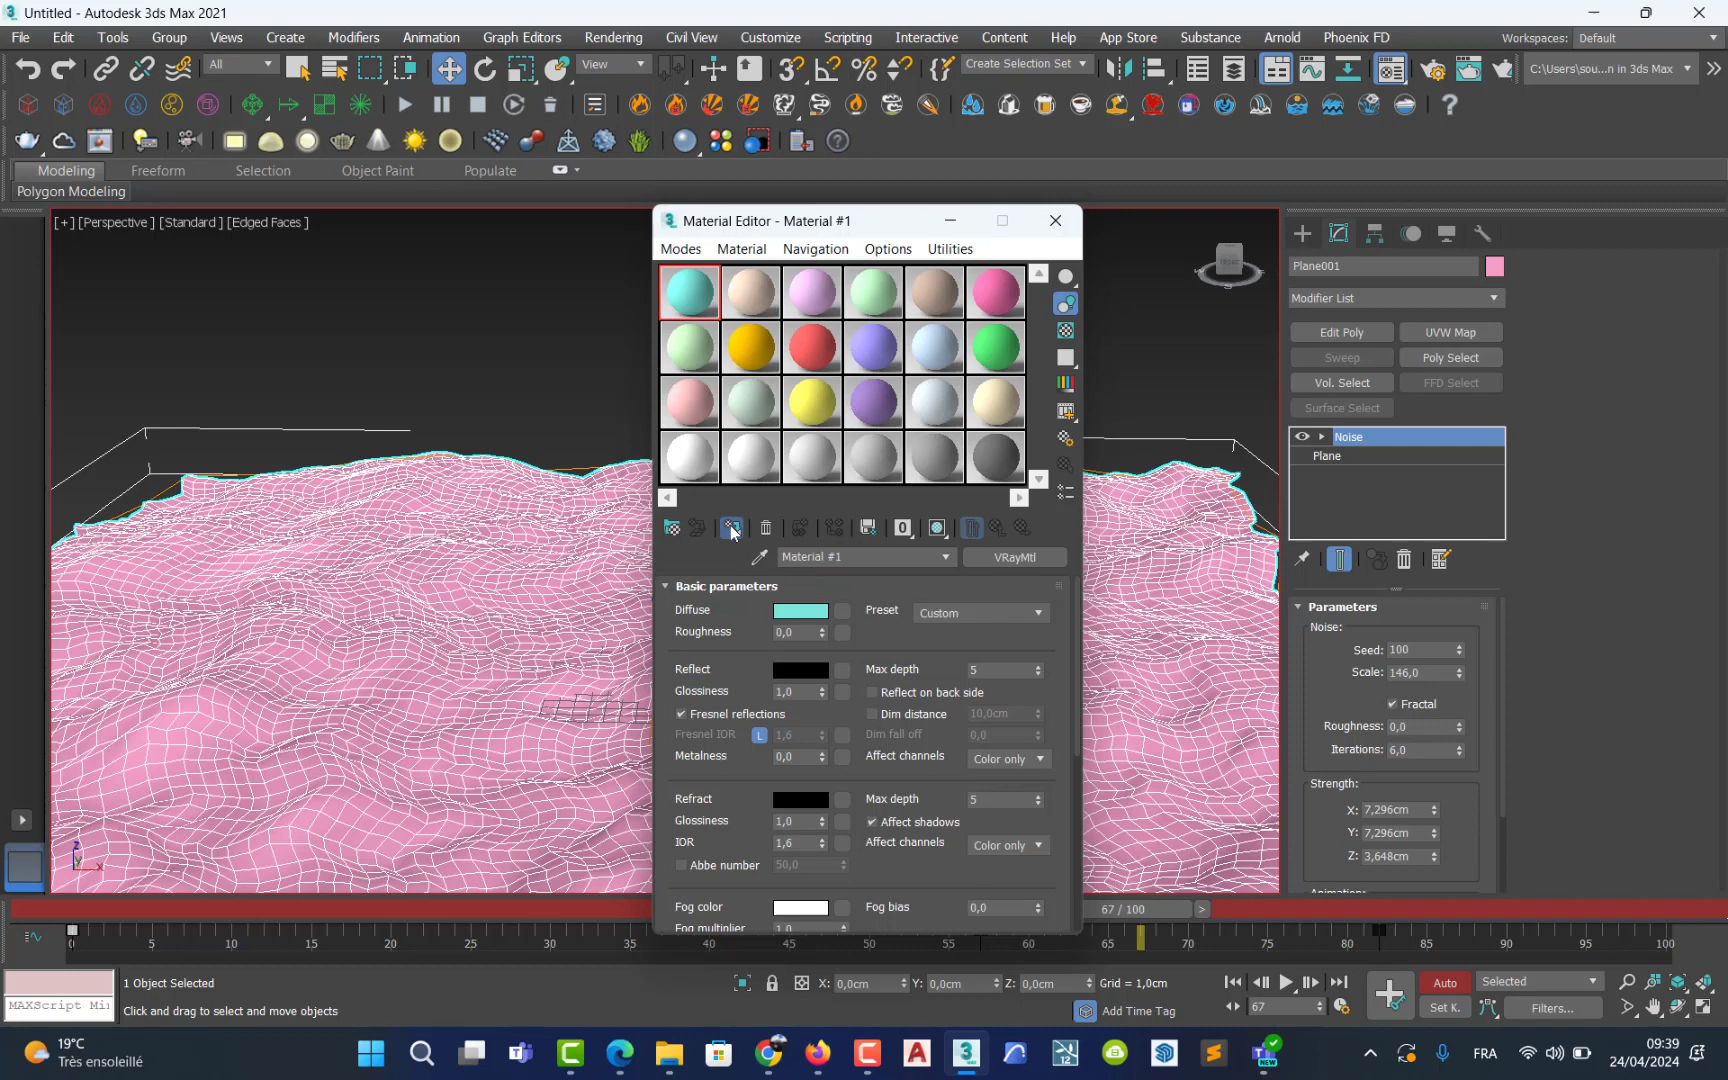 Untitled - Autodesk 3ds Max 2021
File Edit Tools Group Views Create Modifiers Animation Graph Editors Rendering Civil View Customize Scripting Interactive Content Help App Store Substance Arnold Phoenix FD Workspaces: Default
All View Create Selection Set C:\Users\sou...n in 3ds Max
Modeling Freeform Selection Object Paint Populate
Polygon Modeling
[+] [Perspective ] [Standard ] [Edged Faces ]
Material Editor - Material #1
Modes Material Navigation Options Utilities
Material #1 VRayMtl
Basic parameters
Diffuse Preset Custom
Roughness 0,0
Reflect Max depth 5
Glossiness 1,0 Reflect on back side
Fresnel reflections Dim distance 10,0cm
Fresnel IOR L 1,6 Dim fall off 0,0
Metalness 0,0 Affect channels Color only
Refract Max depth 5
Glossiness 1,0 Affect shadows
IOR 1,6 Affect channels Color only
Abbe number 50,0
Fog color Fog bias 0,0
Fog multiplier 1,0
Plane001
Modifier List
Edit Poly UVW Map
Sweep Poly Select
Vol. Select FFD Select
Surface Select
Noise
Plane
Parameters
Noise:
Seed: 100
Scale: 146,0
Fractal
Roughness: 0,0
Iterations: 6,0
Strength:
X: 7,296cm
Y: 7,296cm
Z: 3,648cm
Animation:
z
y
x
67 / 100 >
0 5 10 15 20 25 30 35 40 45 50 55 60 65 70 75 80 85 90 95 100
1 Object Selected X: 0,0cm Y: 0,0cm Z: 0,0cm Grid = 1,0cm Auto Selected
MAXScript Mi Click and drag to select and move objects Add Time Tag 67 Set K. Filters...
19°C
Très ensoleillé
FRA
09:39
24/04/2024